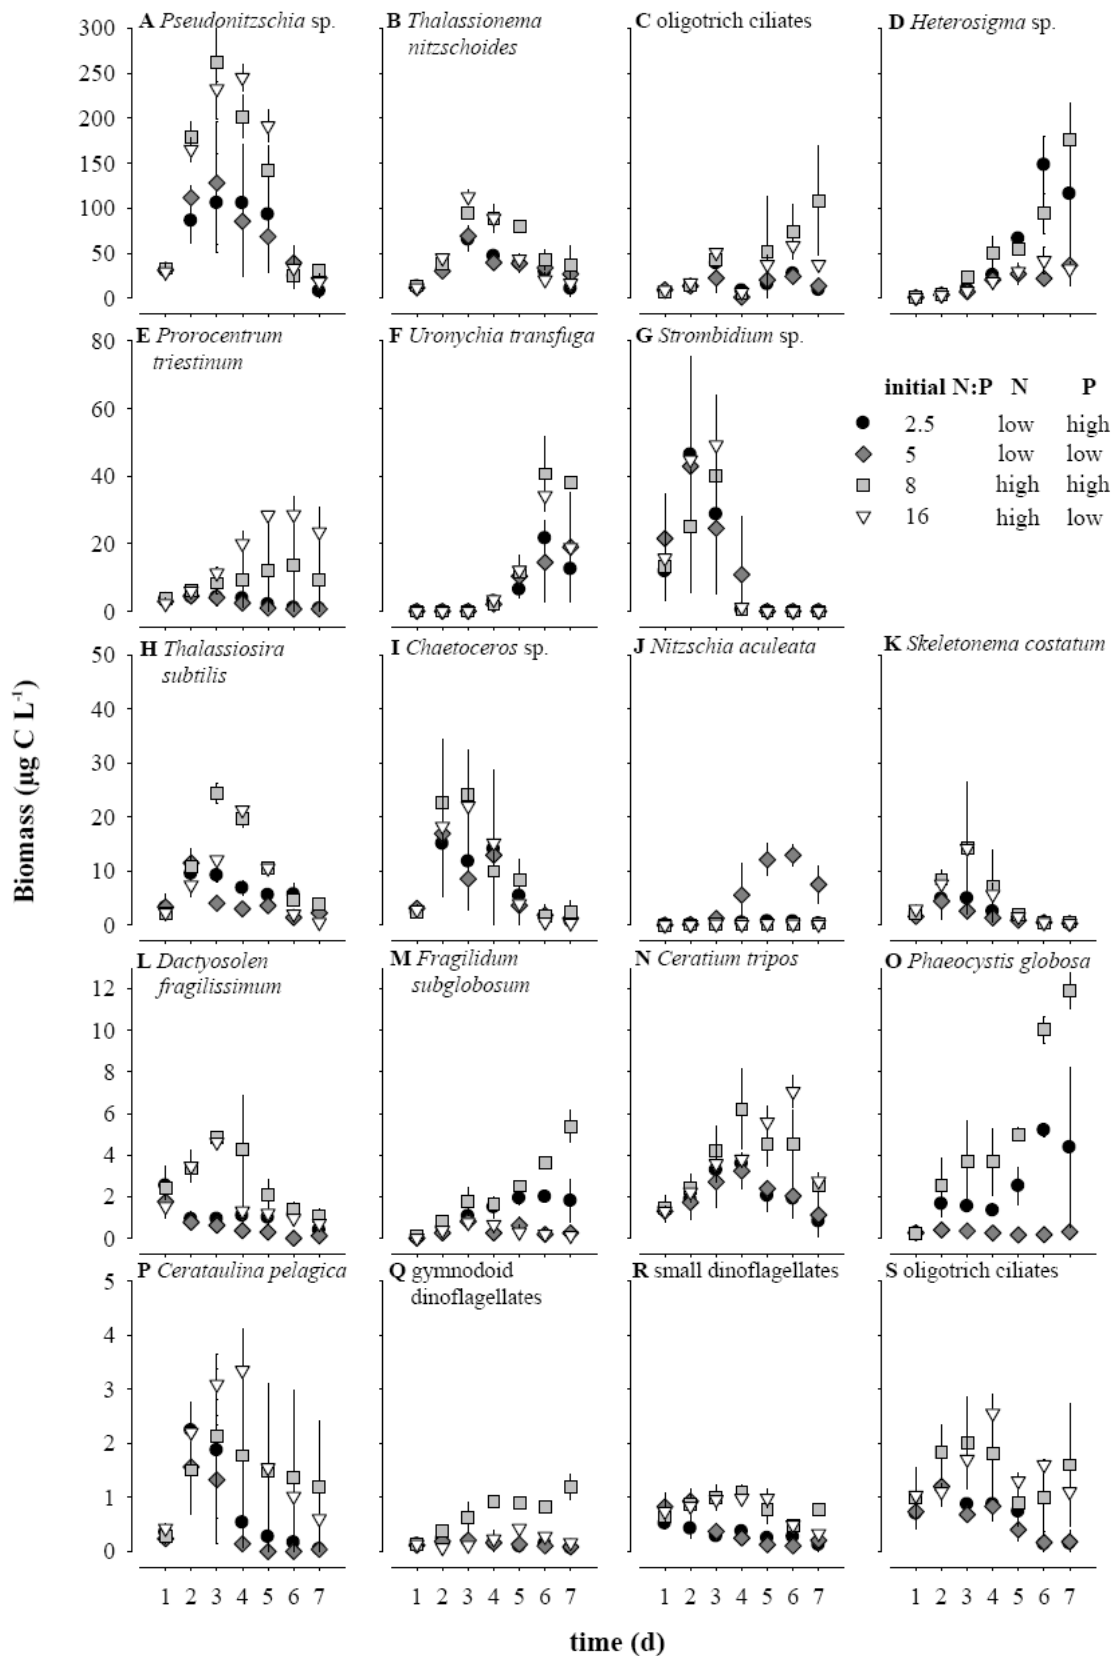 A Pseudonitzschia sp.
B Thalassionema
nitzschoides
C oligotrich ciliates
D Heterosigma sp.
300
250
200
150
100
50
0
E Prorocentrum
triestinum
F Uronychia transfuga
G Strombidium sp.
80
60
40
20
0
initial N:P N P
2.5 low high
5 low low
8 high high
16 high low
H Thalassiosira
subtilis
I Chaetoceros sp.
J Nitzschia aculeata
K Skeletonema costatum
50
40
30
20
10
0
Biomass (µg C L-1)
L Dactyosolen
fragilissimum
M Fragilidum
subglobosum
N Ceratium tripos
O Phaeocystis globosa
12
10
8
6
4
2
0
P Cerataulina pelagica
Q gymnodoid
dinoflagellates
R small dinoflagellates
S oligotrich ciliates
5
4
3
2
1
0
1 2 3 4 5 6 7
1 2 3 4 5 6 7
1 2 3 4 5 6 7
1 2 3 4 5 6 7
time (d)